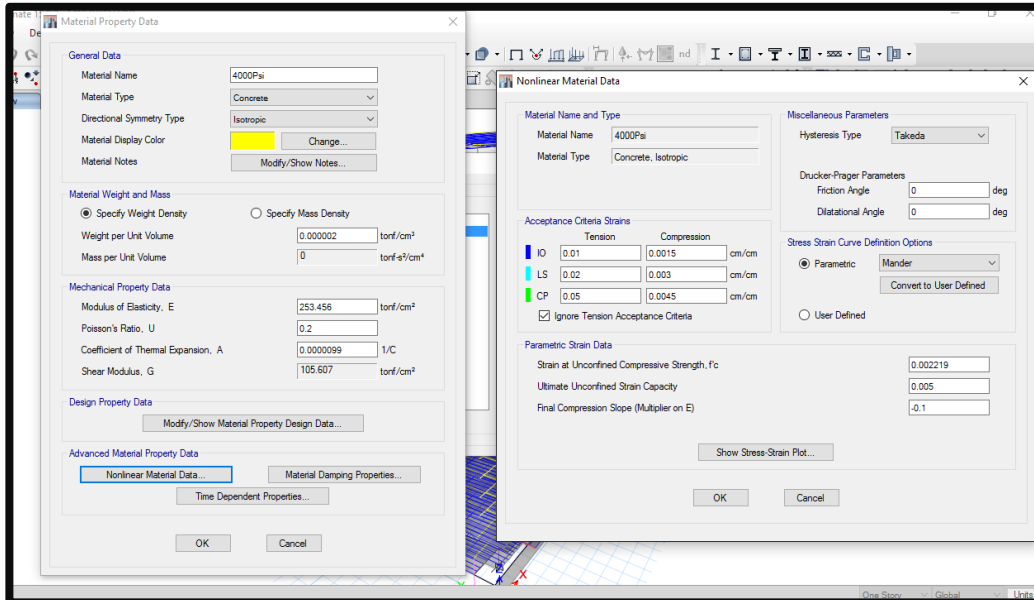 Material Property Data
General Data
Material Name 4000Psi
Material Type Concrete
Directional Symmetry Type Isotropic
Material Display Color Change...
Material Notes Modify/Show Notes...
Material Weight and Mass
Specify Weight Density Specify Mass Density
Weight per Unit Volume 0.000002 tonf/cm³
Mass per Unit Volume 0 tonf-s²/cm⁴
Mechanical Property Data
Modulus of Elasticity, E 253.456 tonf/cm²
Poisson's Ratio, U 0.2
Coefficient of Thermal Expansion, A 0.0000099 1/C
Shear Modulus, G 105.607 tonf/cm²
Design Property Data
Modify/Show Material Property Design Data...
Advanced Material Property Data
Nonlinear Material Data... Material Damping Properties...
Time Dependent Properties...
OK Cancel
nd
Nonlinear Material Data
Material Name and Type
Material Name 4000Psi
Material Type Concrete, Isotropic
Acceptance Criteria Strains
Tension Compression
IO 0.01 0.0015 cm/cm
LS 0.02 0.003 cm/cm
CP 0.05 0.0045 cm/cm
Ignore Tension Acceptance Criteria
Miscellaneous Parameters
Hysteresis Type Takeda
Drucker-Prager Parameters
Friction Angle 0 deg
Dilatational Angle 0 deg
Stress Strain Curve Definition Options
Parametric Mander
Convert to User Defined
User Defined
Parametric Strain Data
Strain at Unconfined Compressive Strength, f'c 0.002219
Ultimate Unconfined Strain Capacity 0.005
Final Compression Slope (Multiplier on E) -0.1
Show Stress-Strain Plot...
OK Cancel
X
X
One Story Global Units